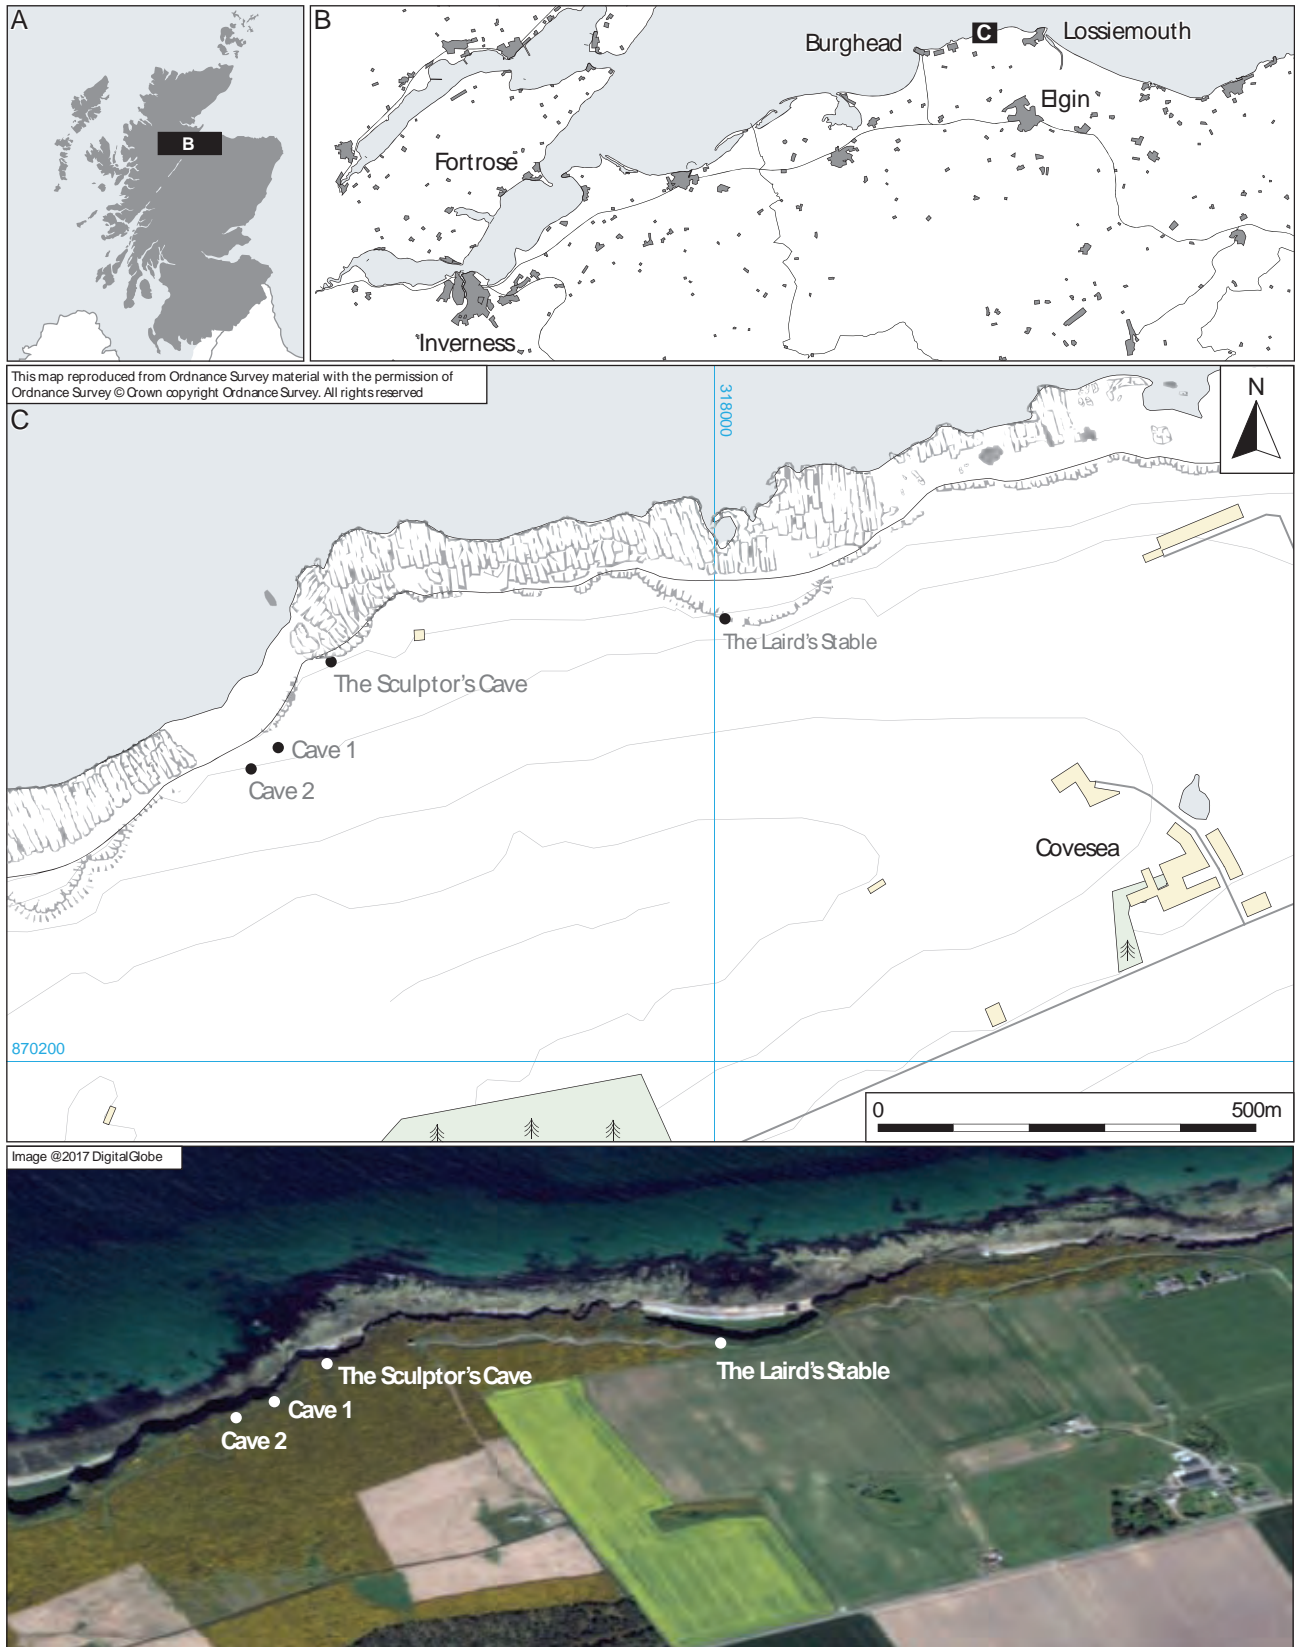 A
B
B
Burghead
C
Lossiemouth
Elgin
Fortrose
Inverness
This map reproduced from Ordnance Survey material with the permission of
Ordnance Survey © Crown copyright Ordnance Survey. All rights reserved
C
318000
N
The Laird's Stable
The Sculptor's Cave
Cave 1
Cave 2
Covesea
870200
0 500m
Image @2017 DigitalGlobe
The Sculptor's Cave
The Laird's Stable
Cave 1
Cave 2